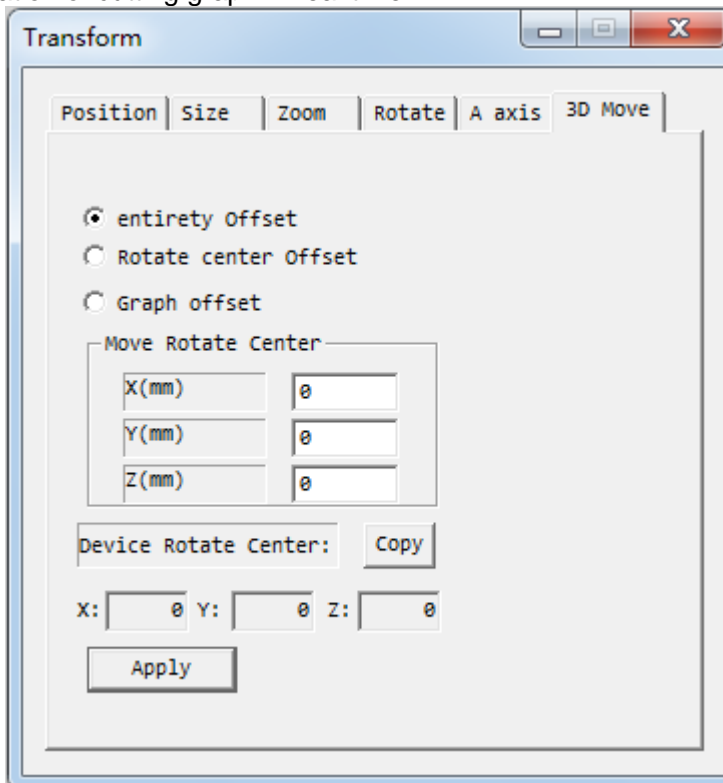 Transform
Position Size Zoom Rotate A axis 3D Move
entirety Offset
Rotate center Offset
Graph offset
Move Rotate Center
X(mm) 0
Y(mm) 0
Z(mm) 0
Device Rotate Center: Copy
X: 0 Y: 0 Z: 0
Apply